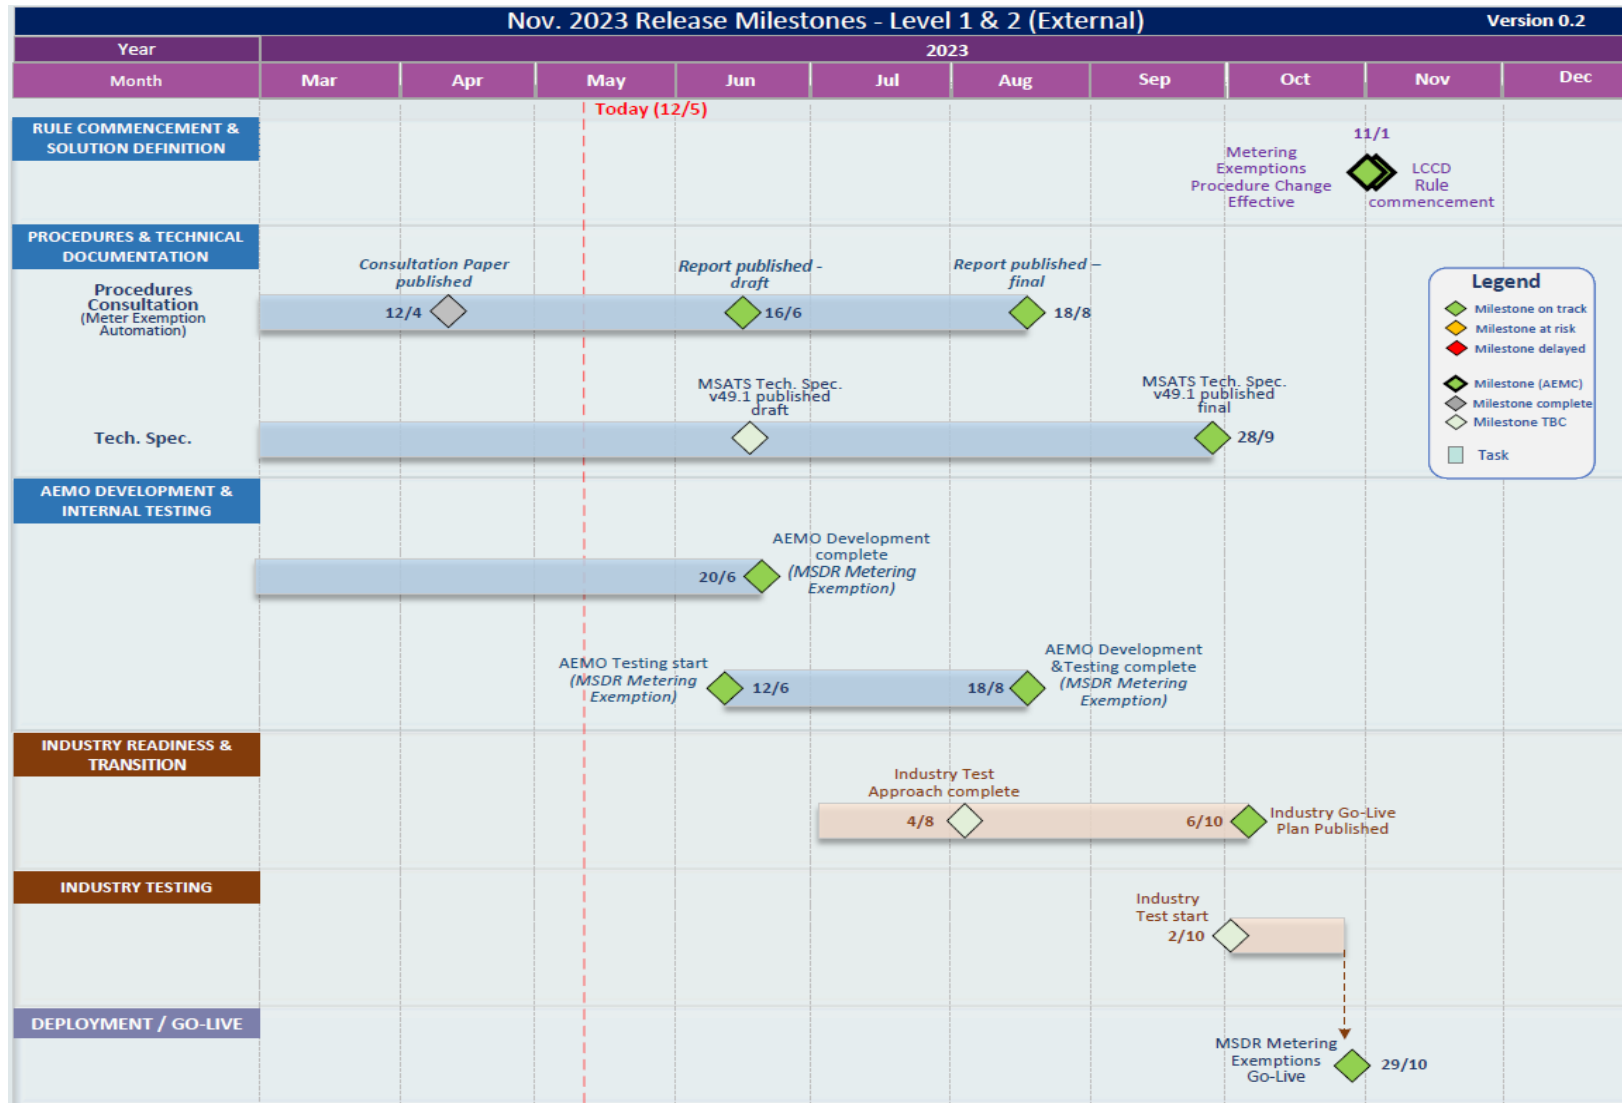 Nov. 2023 Release Milestones - Level 1 & 2 (External)
Version 0.2
Year
2023
Month
Mar
Apr
May
Jun
Jul
Aug
Sep
Oct
Nov
Dec
Today (12/5)
RULE COMMENCEMENT &
SOLUTION DEFINITION
11/1
Metering
Exemptions
Procedure Change
Effective
LCCD
Rule
commencement
PROCEDURES & TECHNICAL
DOCUMENTATION
Procedures
Consultation
(Meter Exemption
Automation)
Consultation Paper
published
12/4
Report published -
draft
16/6
Report published –
final
18/8
Legend
Milestone on track
Milestone at risk
Milestone delayed
Milestone (AEMC)
Milestone complete
Milestone TBC
Task
Tech. Spec.
MSATS Tech. Spec.
v49.1 published
draft
MSATS Tech. Spec.
v49.1 published
final
28/9
AEMO DEVELOPMENT &
INTERNAL TESTING
20/6
AEMO Development
complete
(MSDR Metering
Exemption)
AEMO Testing start
(MSDR Metering
Exemption)
12/6
18/8
AEMO Development
&Testing complete
(MSDR Metering
Exemption)
INDUSTRY READINESS &
TRANSITION
Industry Test
Approach complete
4/8
6/10
Industry Go-Live
Plan Published
INDUSTRY TESTING
Industry
Test start
2/10
DEPLOYMENT / GO-LIVE
MSDR Metering
Exemptions
Go-Live
29/10